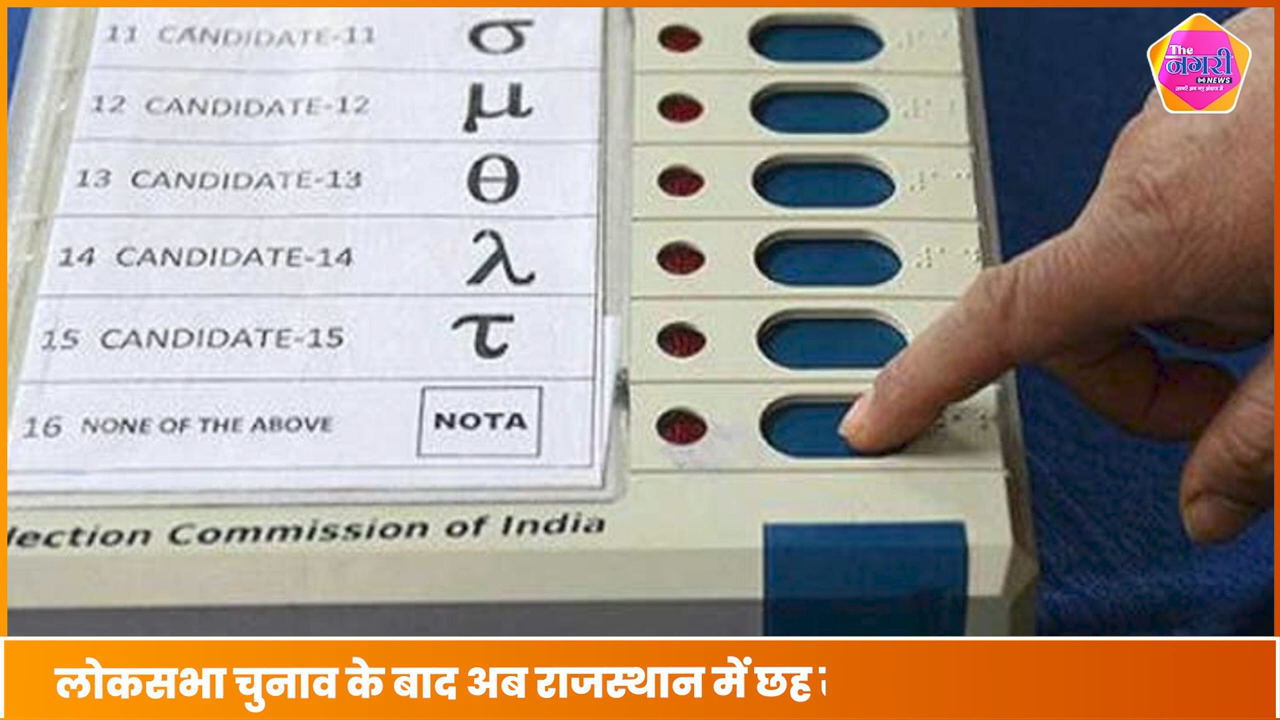 11 CANDIDATE-11 σ
12 CANDIDATE-12 μ
13 CANDIDATE-13 θ
14 CANDIDATE-14 λ
15 CANDIDATE-15 τ
16 NONE OF THE ABOVE NOTA
lection Commission of India
The
नगरी
NEWS
लोकसभा चुनाव के बाद अब राजस्थान में छह